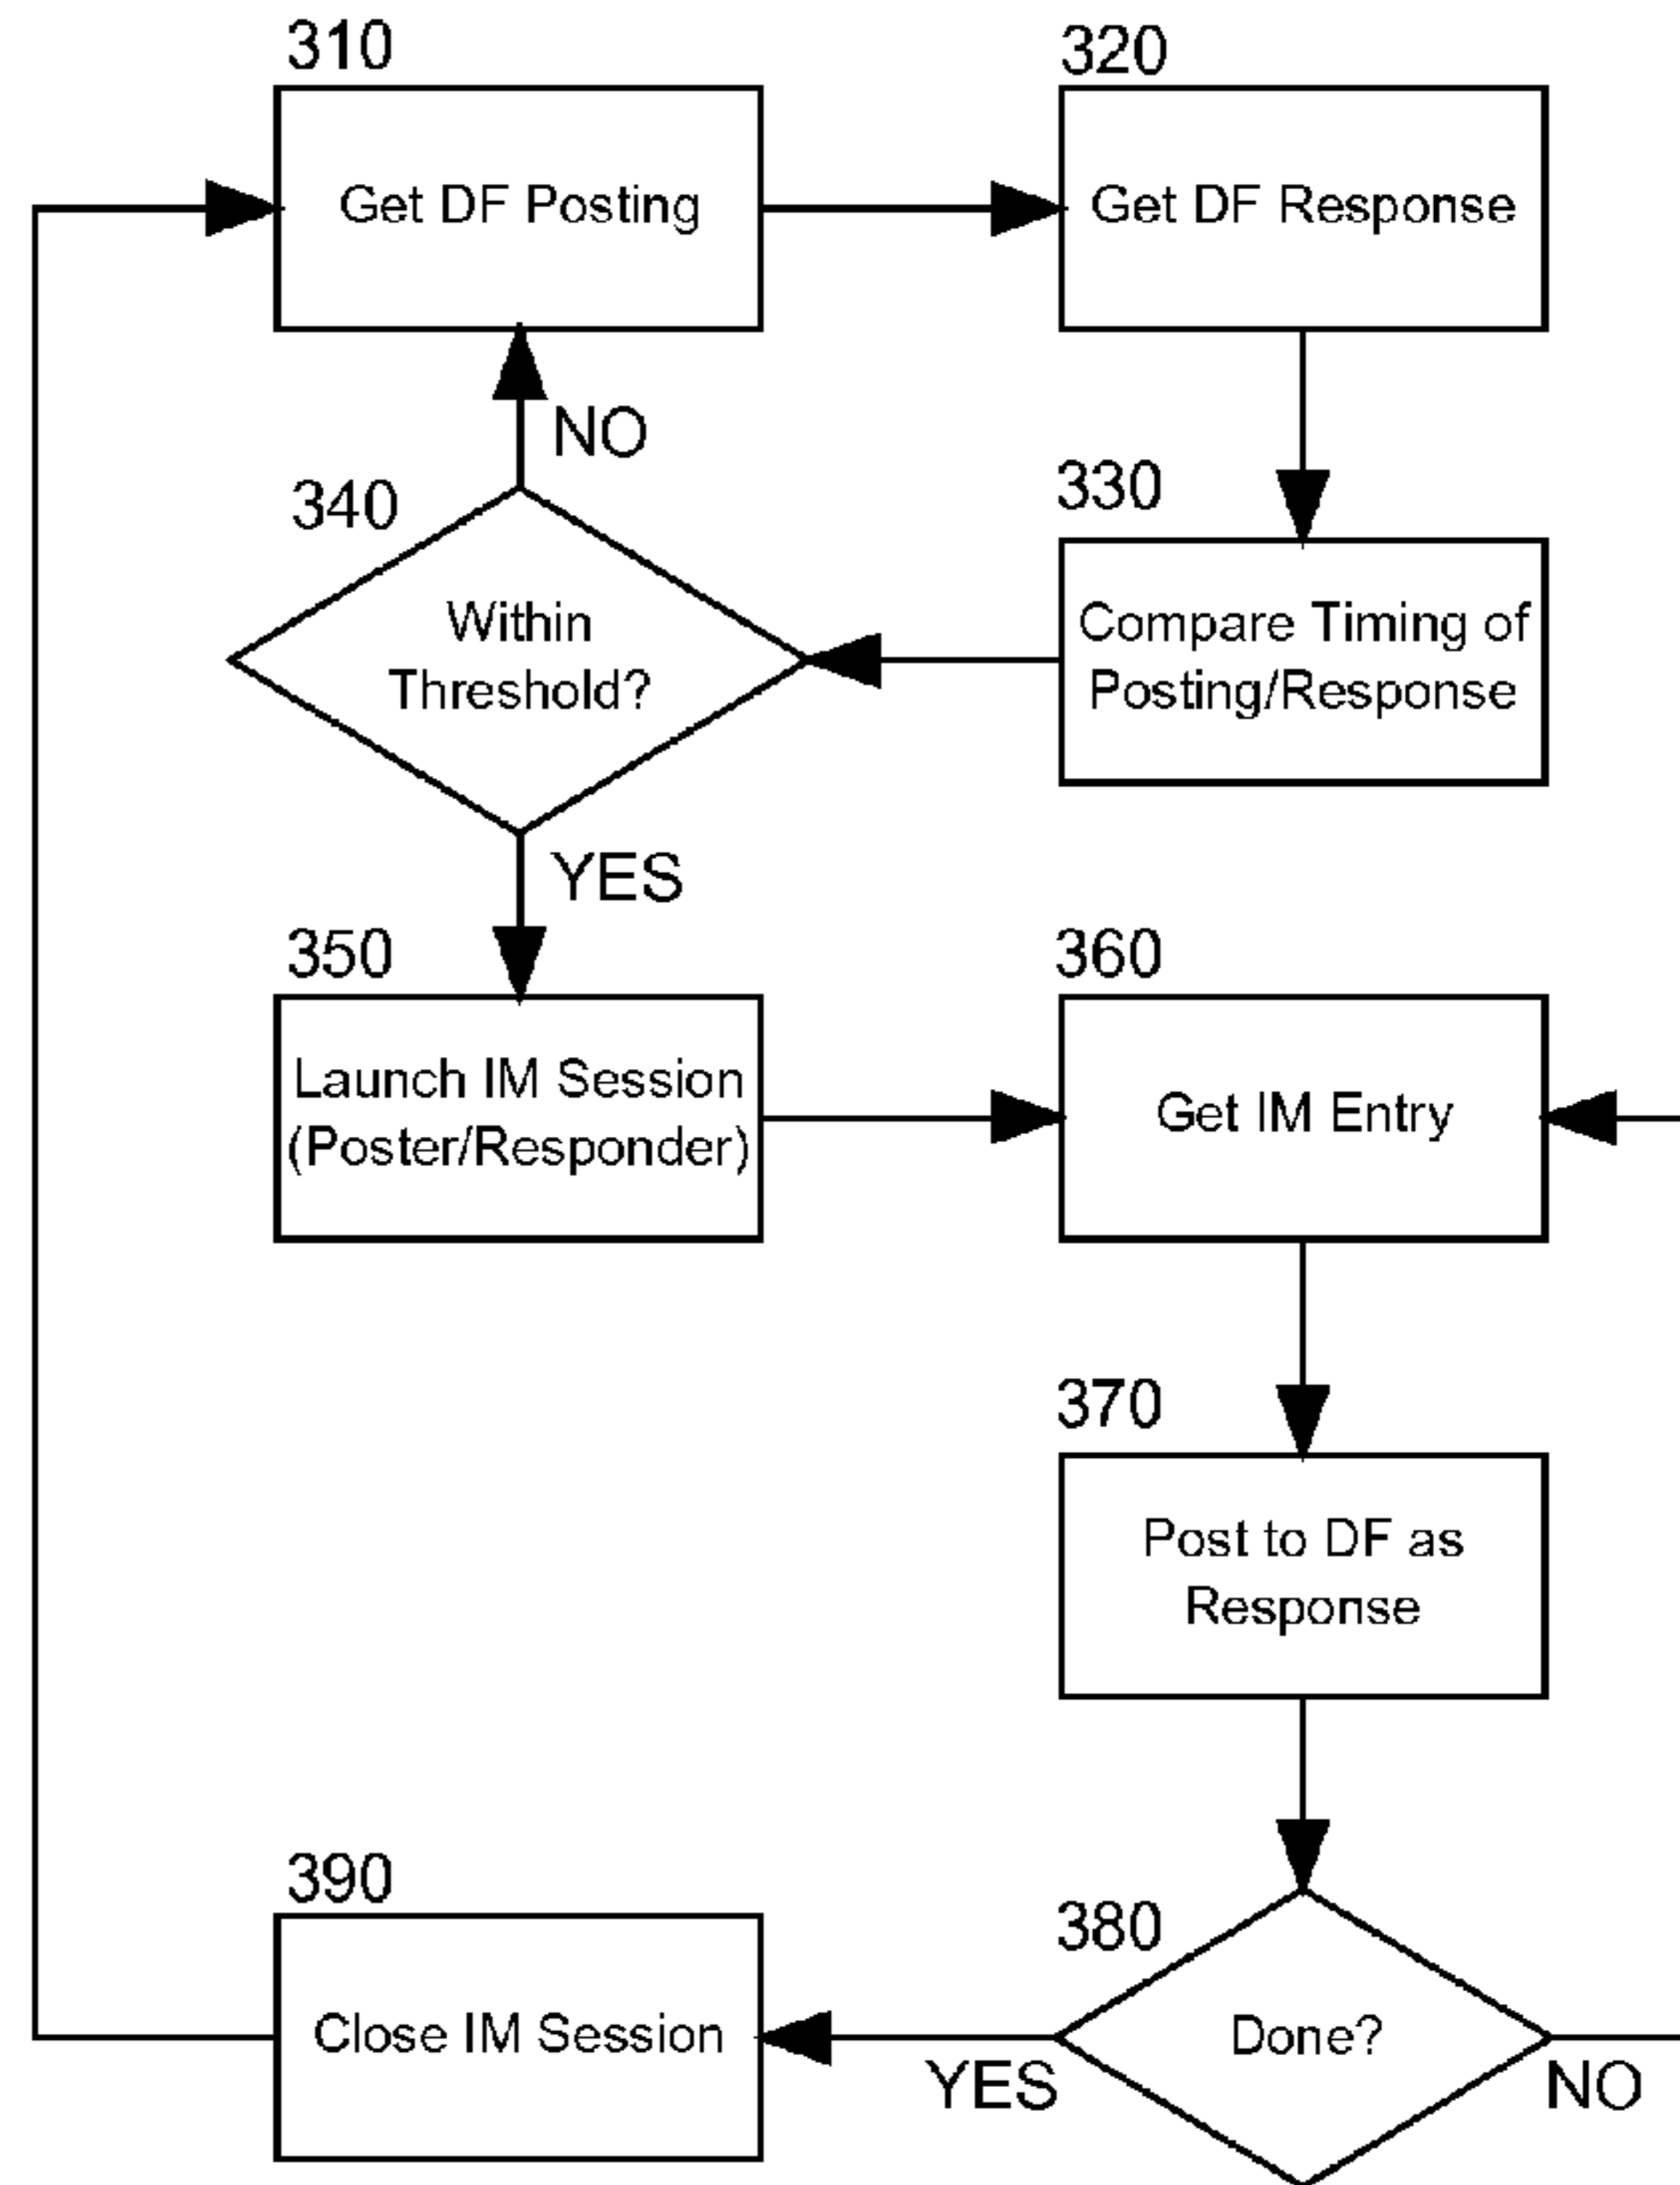 310
Get DF Posting
320
Get DF Response
330
Compare Timing of
Posting/Response
340
Within
Threshold?
NO
YES
350
Launch IM Session
(Poster/Responder)
360
Get IM Entry
370
Post to DF as
Response
380
Done?
YES
NO
390
Close IM Session